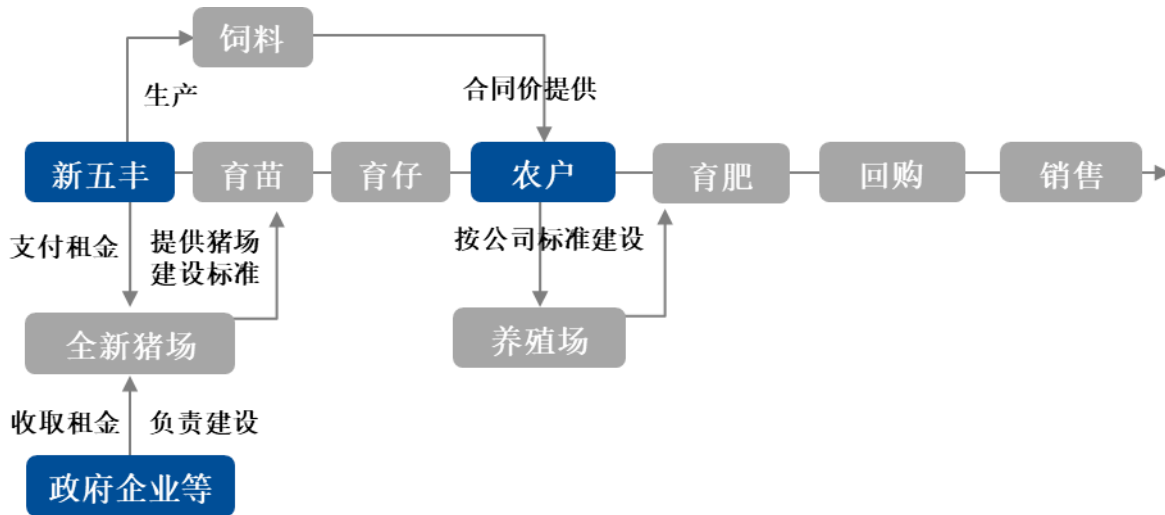 饲料
生产
合同价提供
新五丰
育苗
育仔
农户
育肥
回购
销售
支付租金
提供猪场
建设标准
按公司标准建设
全新猪场
养殖场
收取租金
负责建设
政府企业等